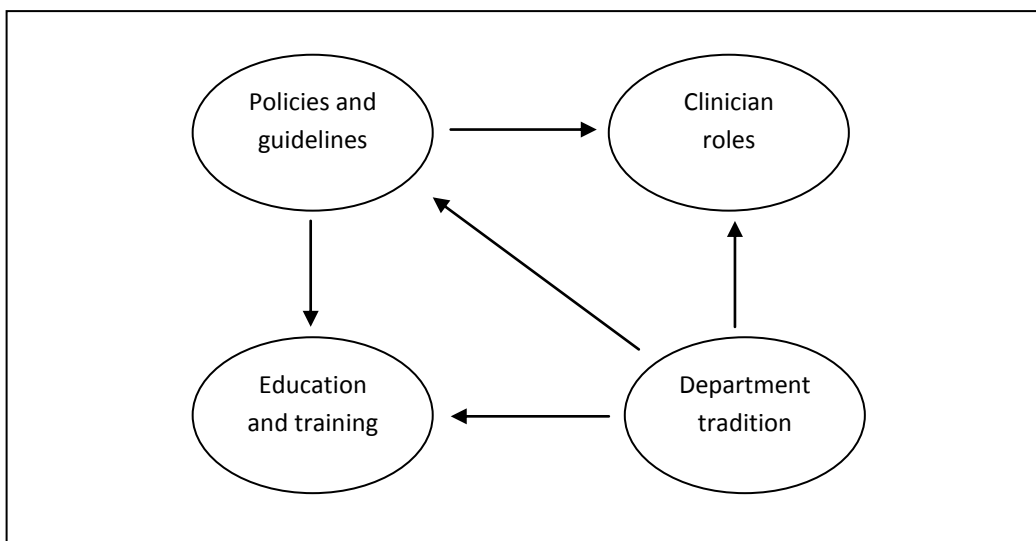 Policies and
guidelines
Clinician
roles
Education
and training
Department
tradition